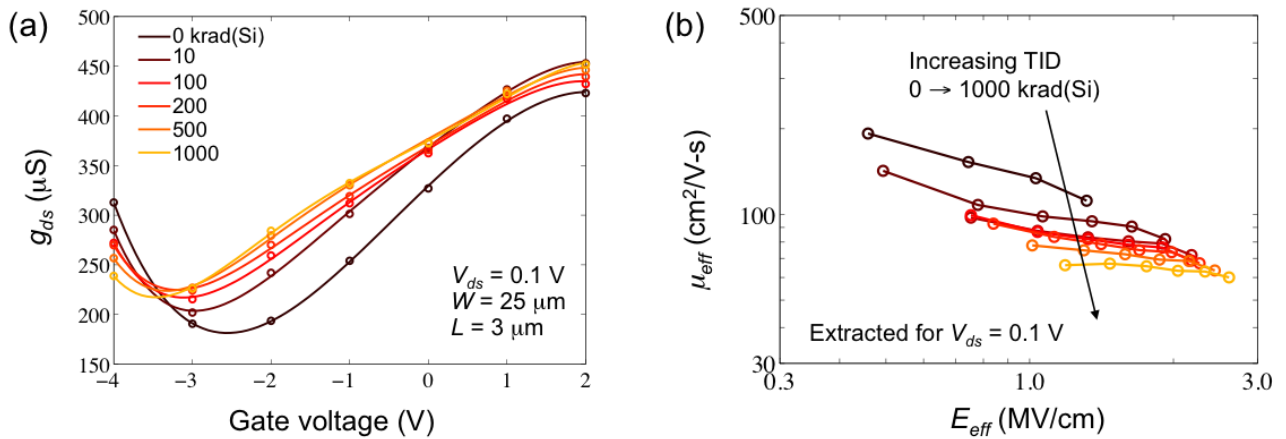 (a)
500
450
400
350
300
250
200
150
g_ds (μS)
0 krad(Si)
10
100
200
500
1000
V_ds = 0.1 V
W = 25 μm
L = 3 μm
−4 −3 −2 −1 0 1 2
Gate voltage (V)
(b)
500
100
30
μ_eff (cm²/V-s)
Increasing TID
0 → 1000 krad(Si)
Extracted for V_ds = 0.1 V
0.3 1.0 3.0
E_eff (MV/cm)